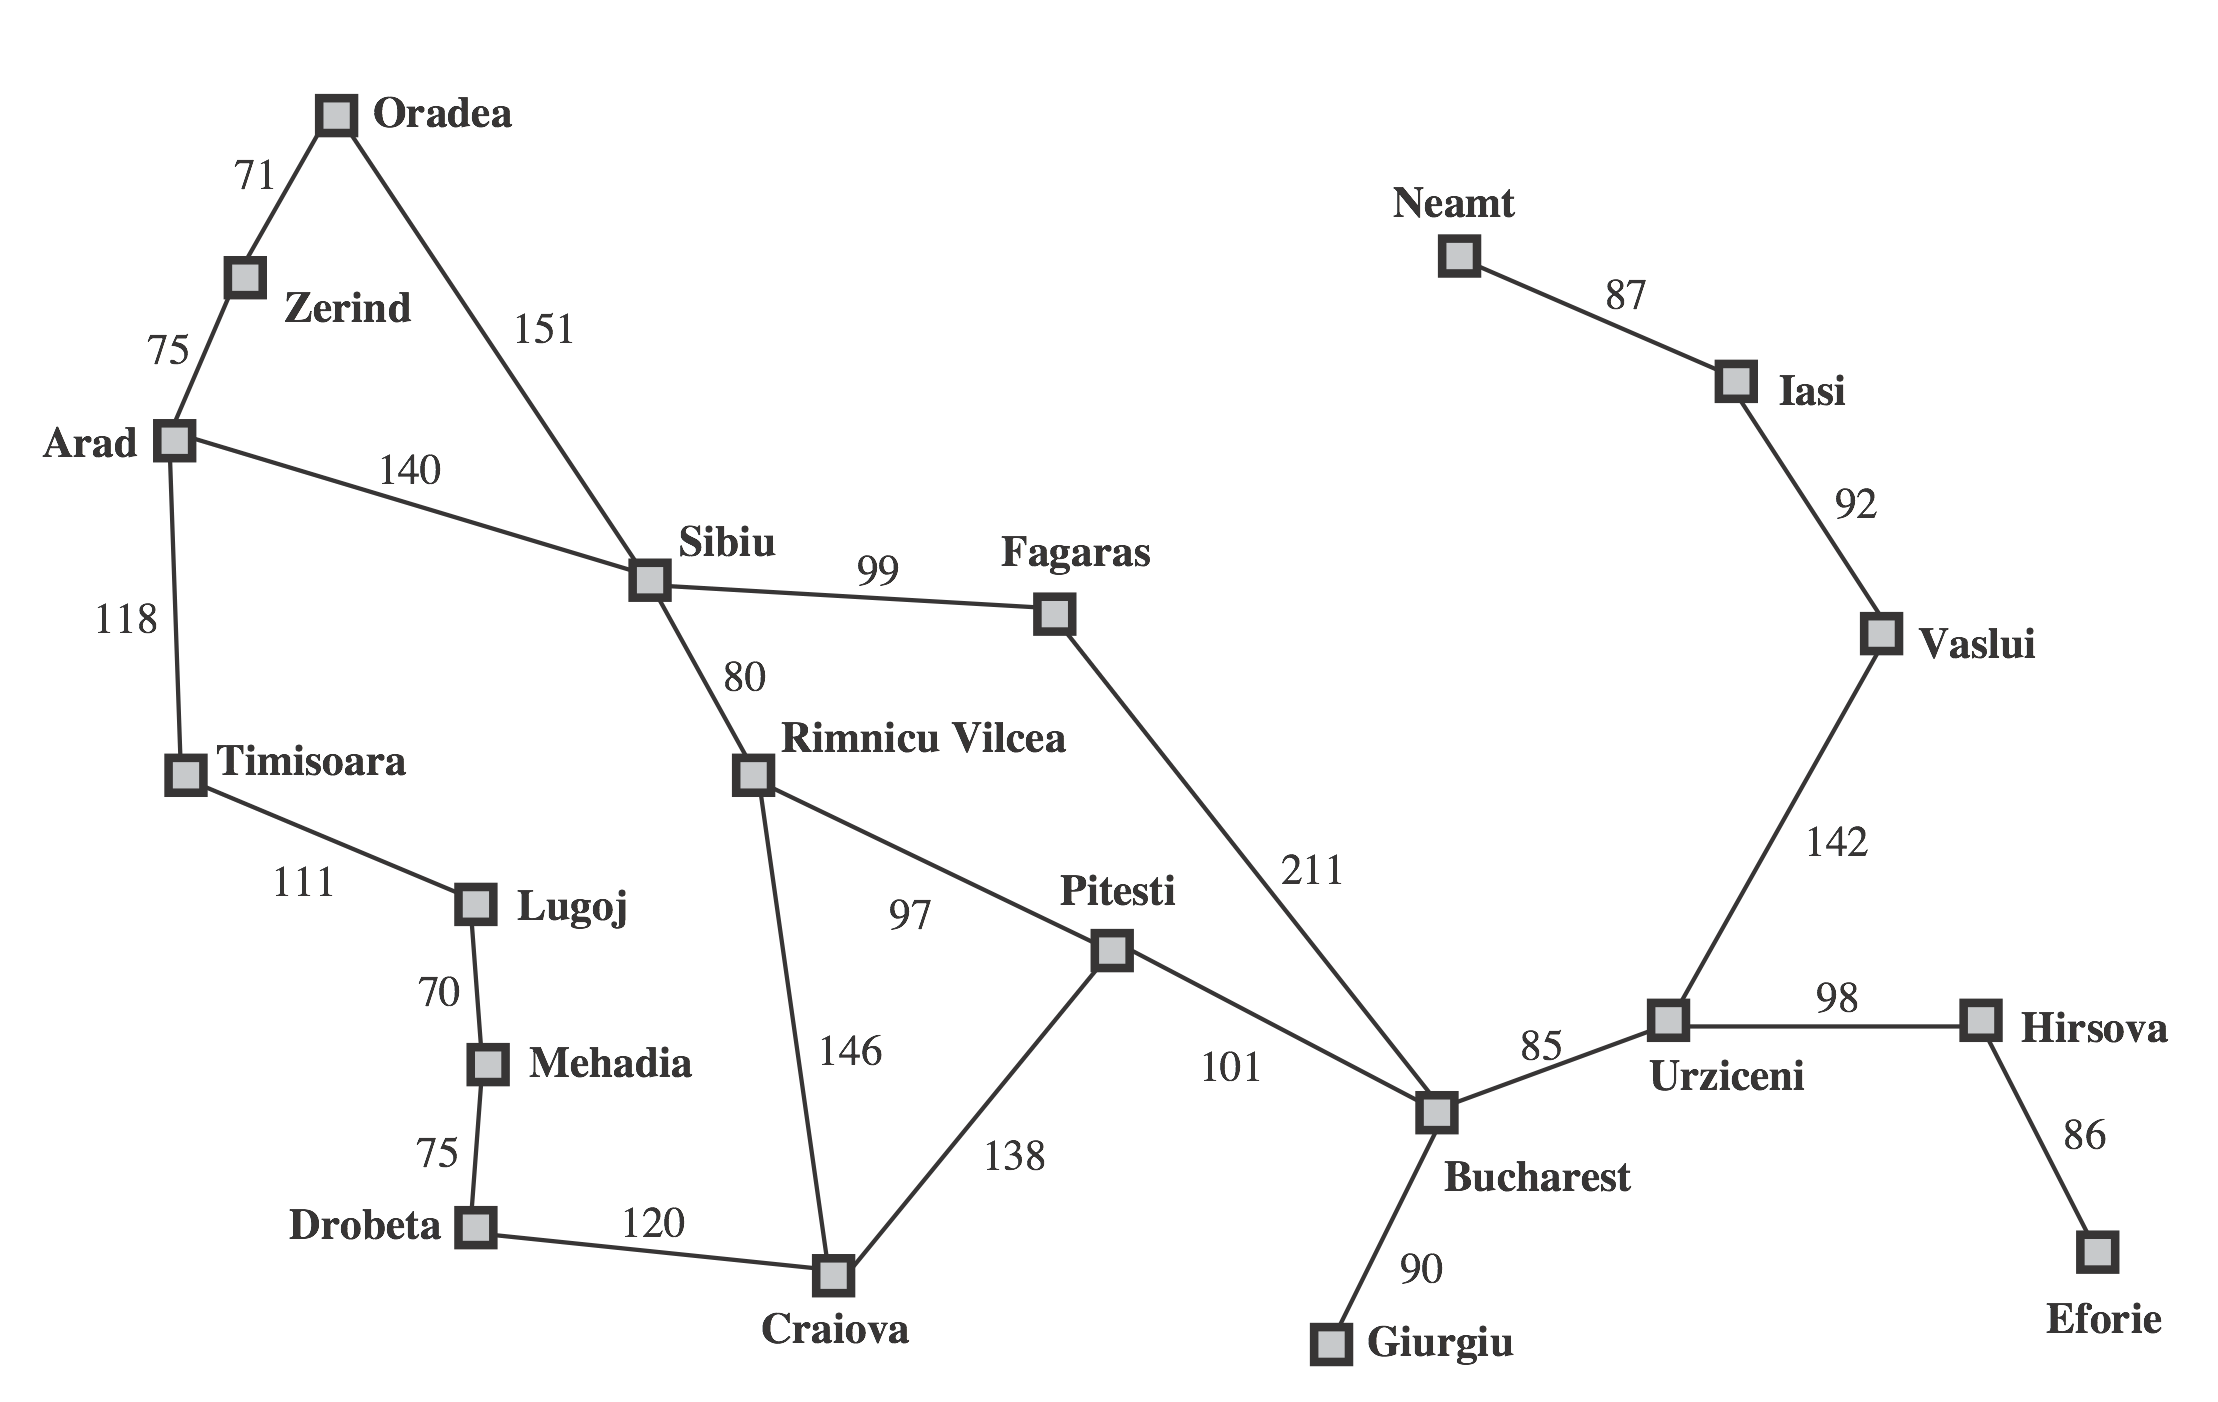 Oradea
71
Neamt
87
Zerind
151
75
Iasi
Arad
140
92
Sibiu
99
Fagaras
118
Vaslui
80
Rimnicu Vilcea
Timisoara
142
211
111
Lugoj
97
Pitesti
70
98
Hirsova
146
85
Mehadia
101
Urziceni
86
75
138
Bucharest
120
Drobeta
90
Eforie
Craiova
Giurgiu